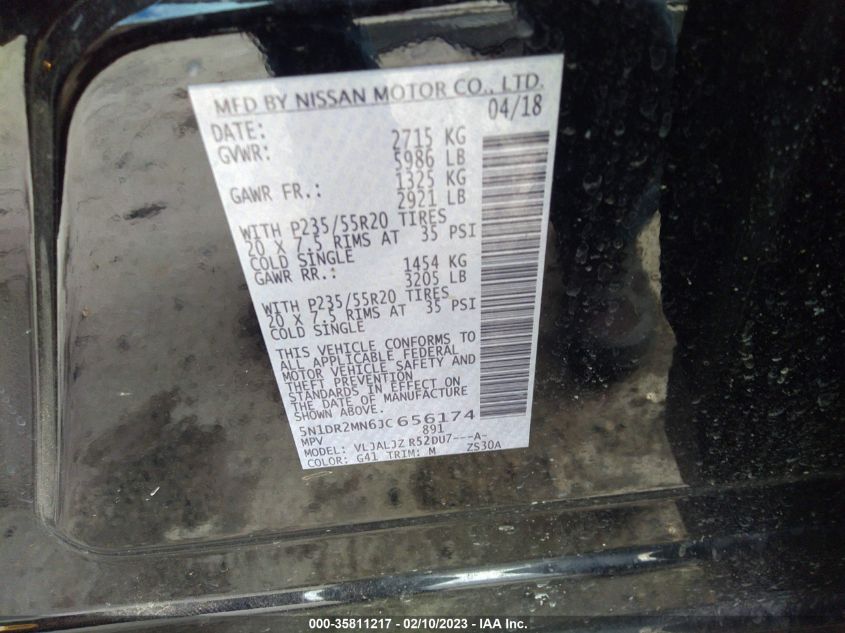 MFD BY NISSAN MOTOR CO., LTD.
DATE: 04/18
GVWR: 2715 KG
5986 LB
GAWR FR.: 1325 KG
2921 LB
WITH P235/55R20 TIRES
20 X 7.5 RIMS AT 35 PSI
COLD SINGLE
GAWR RR.: 1454 KG
3205 LB
WITH P235/55R20 TIRES
20 X 7.5 RIMS AT 35 PSI
COLD SINGLE
THIS VEHICLE CONFORMS TO
ALL APPLICABLE FEDERAL
MOTOR VEHICLE SAFETY AND
THEFT PREVENTION
STANDARDS IN EFFECT ON
THE DATE OF MANUFACTURE
SHOWN ABOVE.
5N1DR2MN6JC656174
MPV 891
MODEL: VLJALJZ R52DU7---A-
COLOR: G41 TRIM: M ZS30A
000-35811217 - 02/10/2023 - IAA Inc.